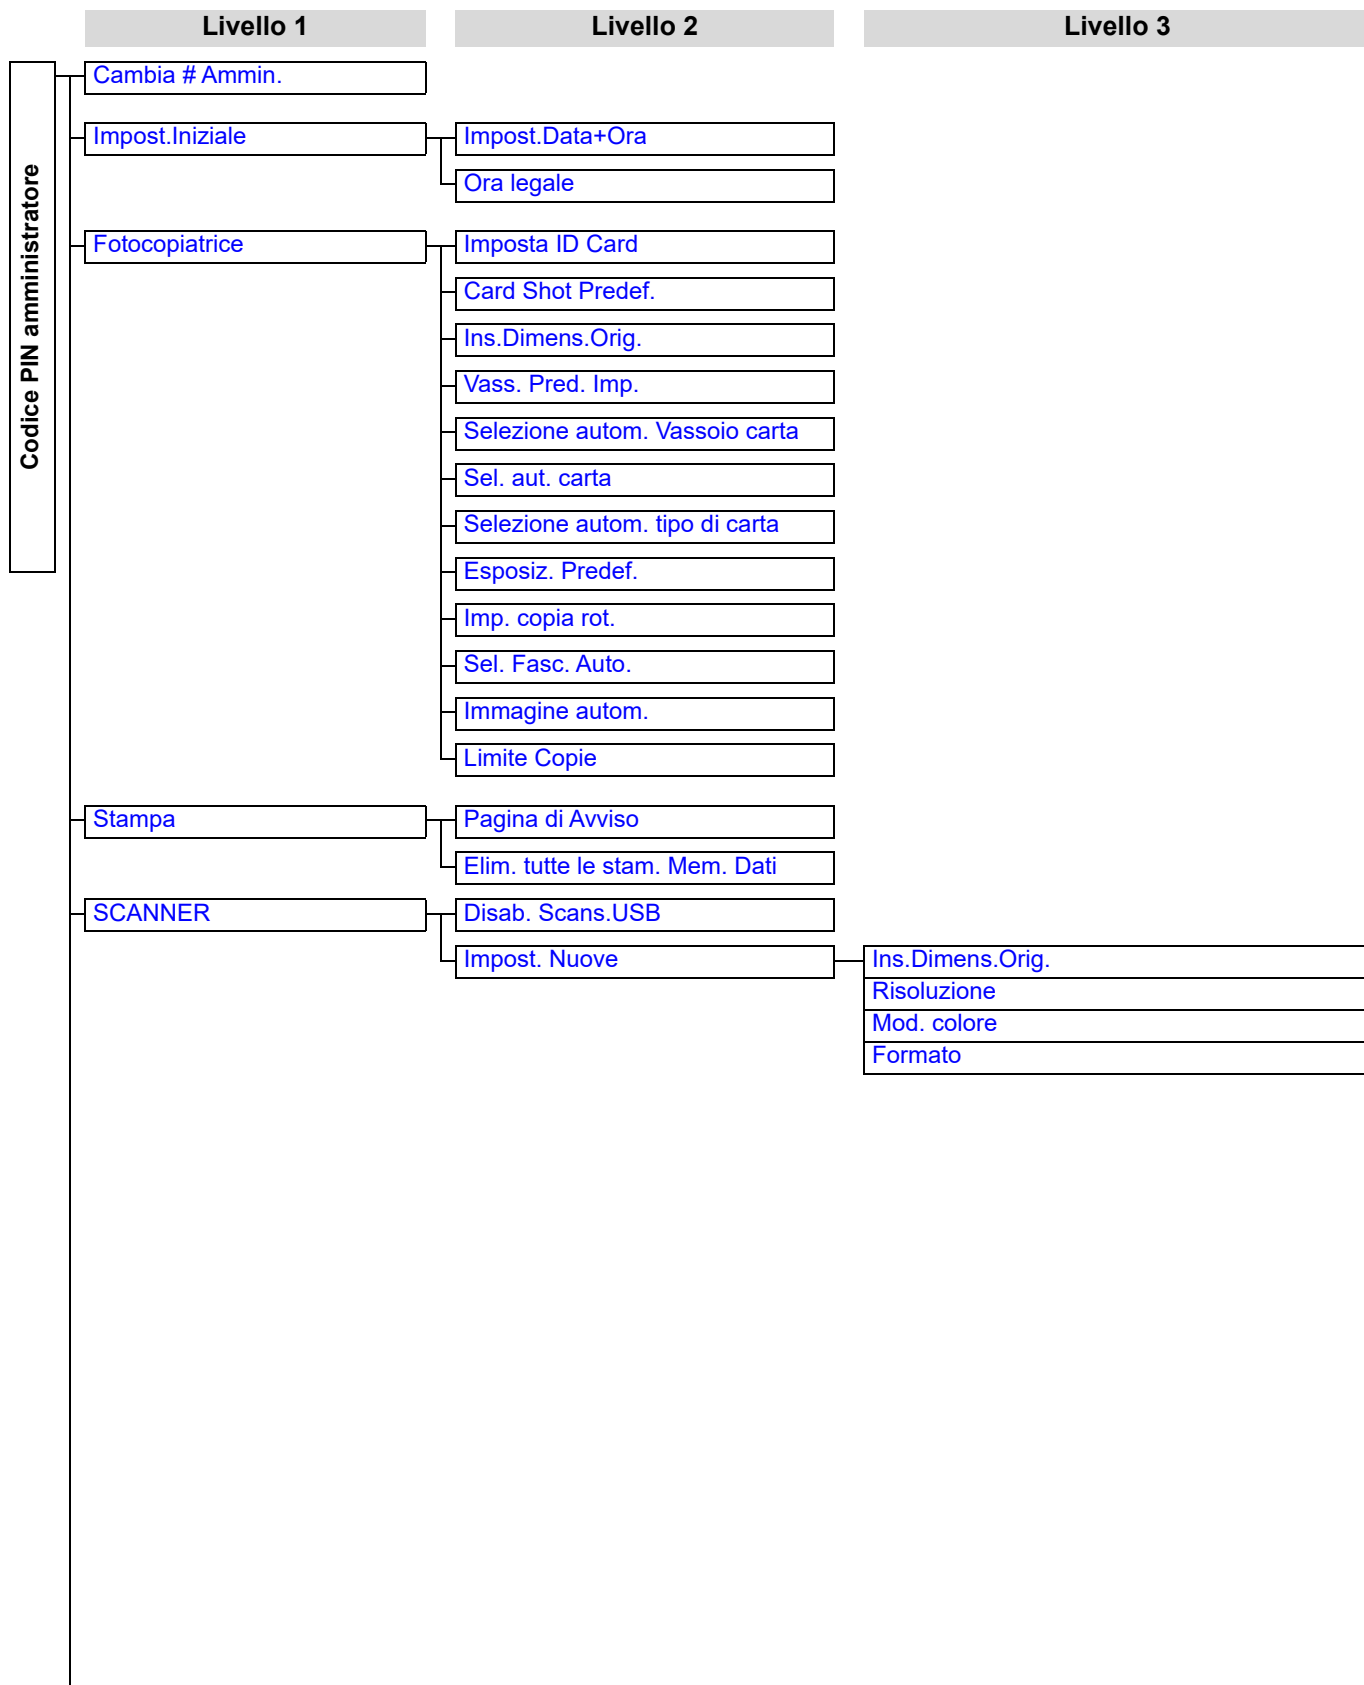 Livello 1
Livello 2
Livello 3
Codice PIN amministratore
Cambia # Ammin.
Impost.Iniziale
Impost.Data+Ora
Ora legale
Fotocopiatrice
Imposta ID Card
Card Shot Predef.
Ins.Dimens.Orig.
Vass. Pred. Imp.
Selezione autom. Vassoio carta
Sel. aut. carta
Selezione autom. tipo di carta
Esposiz. Predef.
Imp. copia rot.
Sel. Fasc. Auto.
Immagine autom.
Limite Copie
Stampa
Pagina di Avviso
Elim. tutte le stam. Mem. Dati
SCANNER
Disab. Scans.USB
Impost. Nuove
Ins.Dimens.Orig.
Risoluzione
Mod. colore
Formato